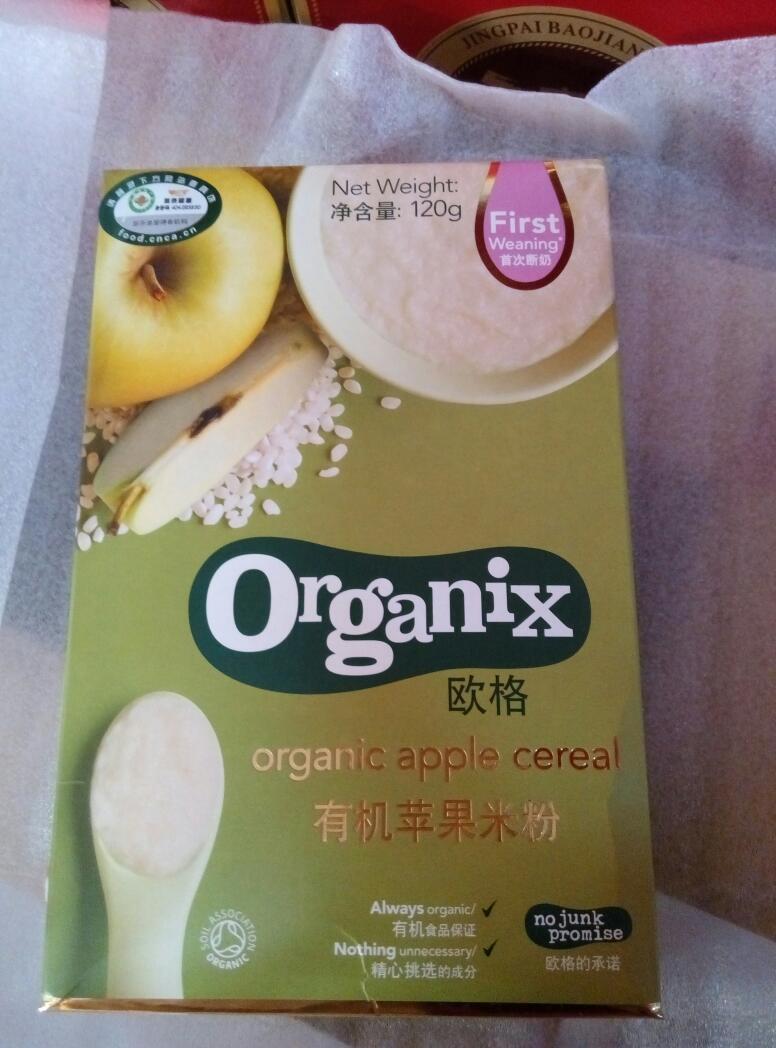 JINGPAI BAOJIAN
food.cnca.cn
Net Weight:
净含量: 120g
First
Weaning*
首次断奶
Organix
欧格
organic apple cereal
有机苹果米粉
Always organic/ ✓
有机食品保证
Nothing unnecessary/ ✓
精心挑选的成分
SOIL ASSOCIATION
ORGANIC
no junk
promise
欧格的承诺